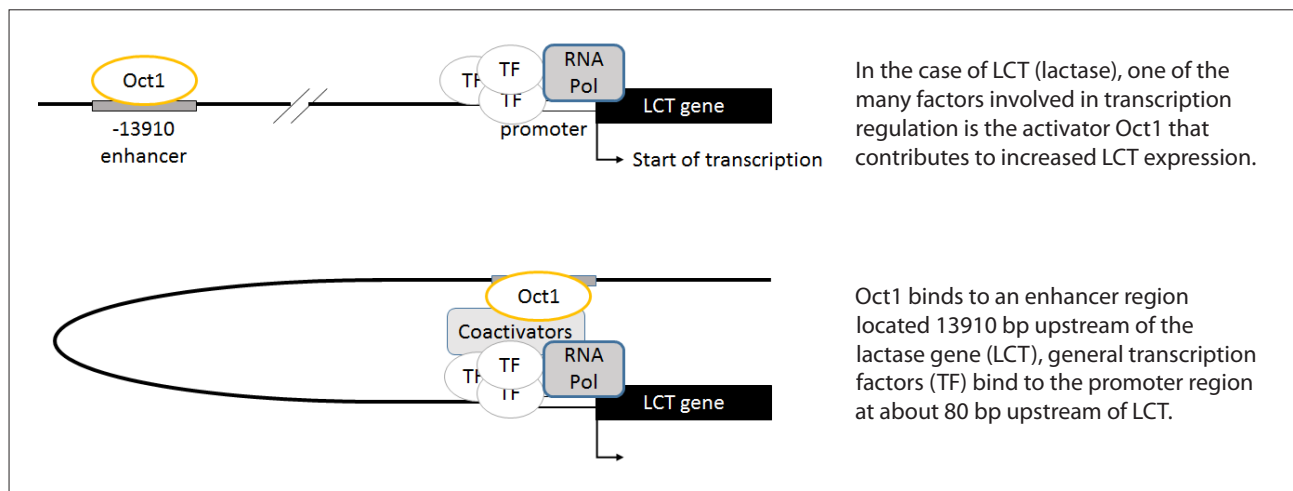 Oct1
-13910
enhancer
TF
TF
TF
RNA
Pol
promoter
LCT gene
Start of transcription
In the case of LCT (lactase), one of the
many factors involved in transcription
regulation is the activator Oct1 that
contributes to increased LCT expression.
Oct1
Coactivators
TF
TF
TF
RNA
Pol
LCT gene
Oct1 binds to an enhancer region
located 13910 bp upstream of the
lactase gene (LCT), general transcription
factors (TF) bind to the promoter region
at about 80 bp upstream of LCT.